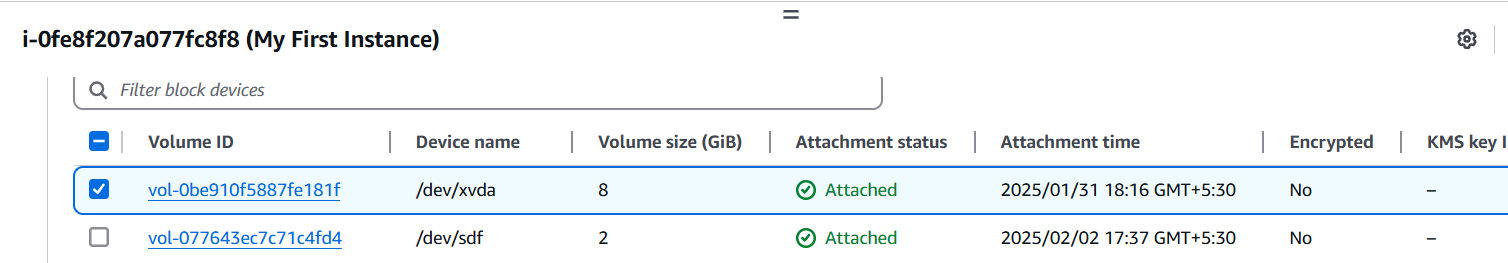 i-0fe8f207a077fc8f8 (My First Instance)
Filter block devices
Volume ID Device name Volume size (GiB) Attachment status Attachment time Encrypted KMS key I
vol-0be910f5887fe181f /dev/xvda 8 Attached 2025/01/31 18:16 GMT+5:30 No –
vol-077643ec7c71c4fd4 /dev/sdf 2 Attached 2025/02/02 17:37 GMT+5:30 No –